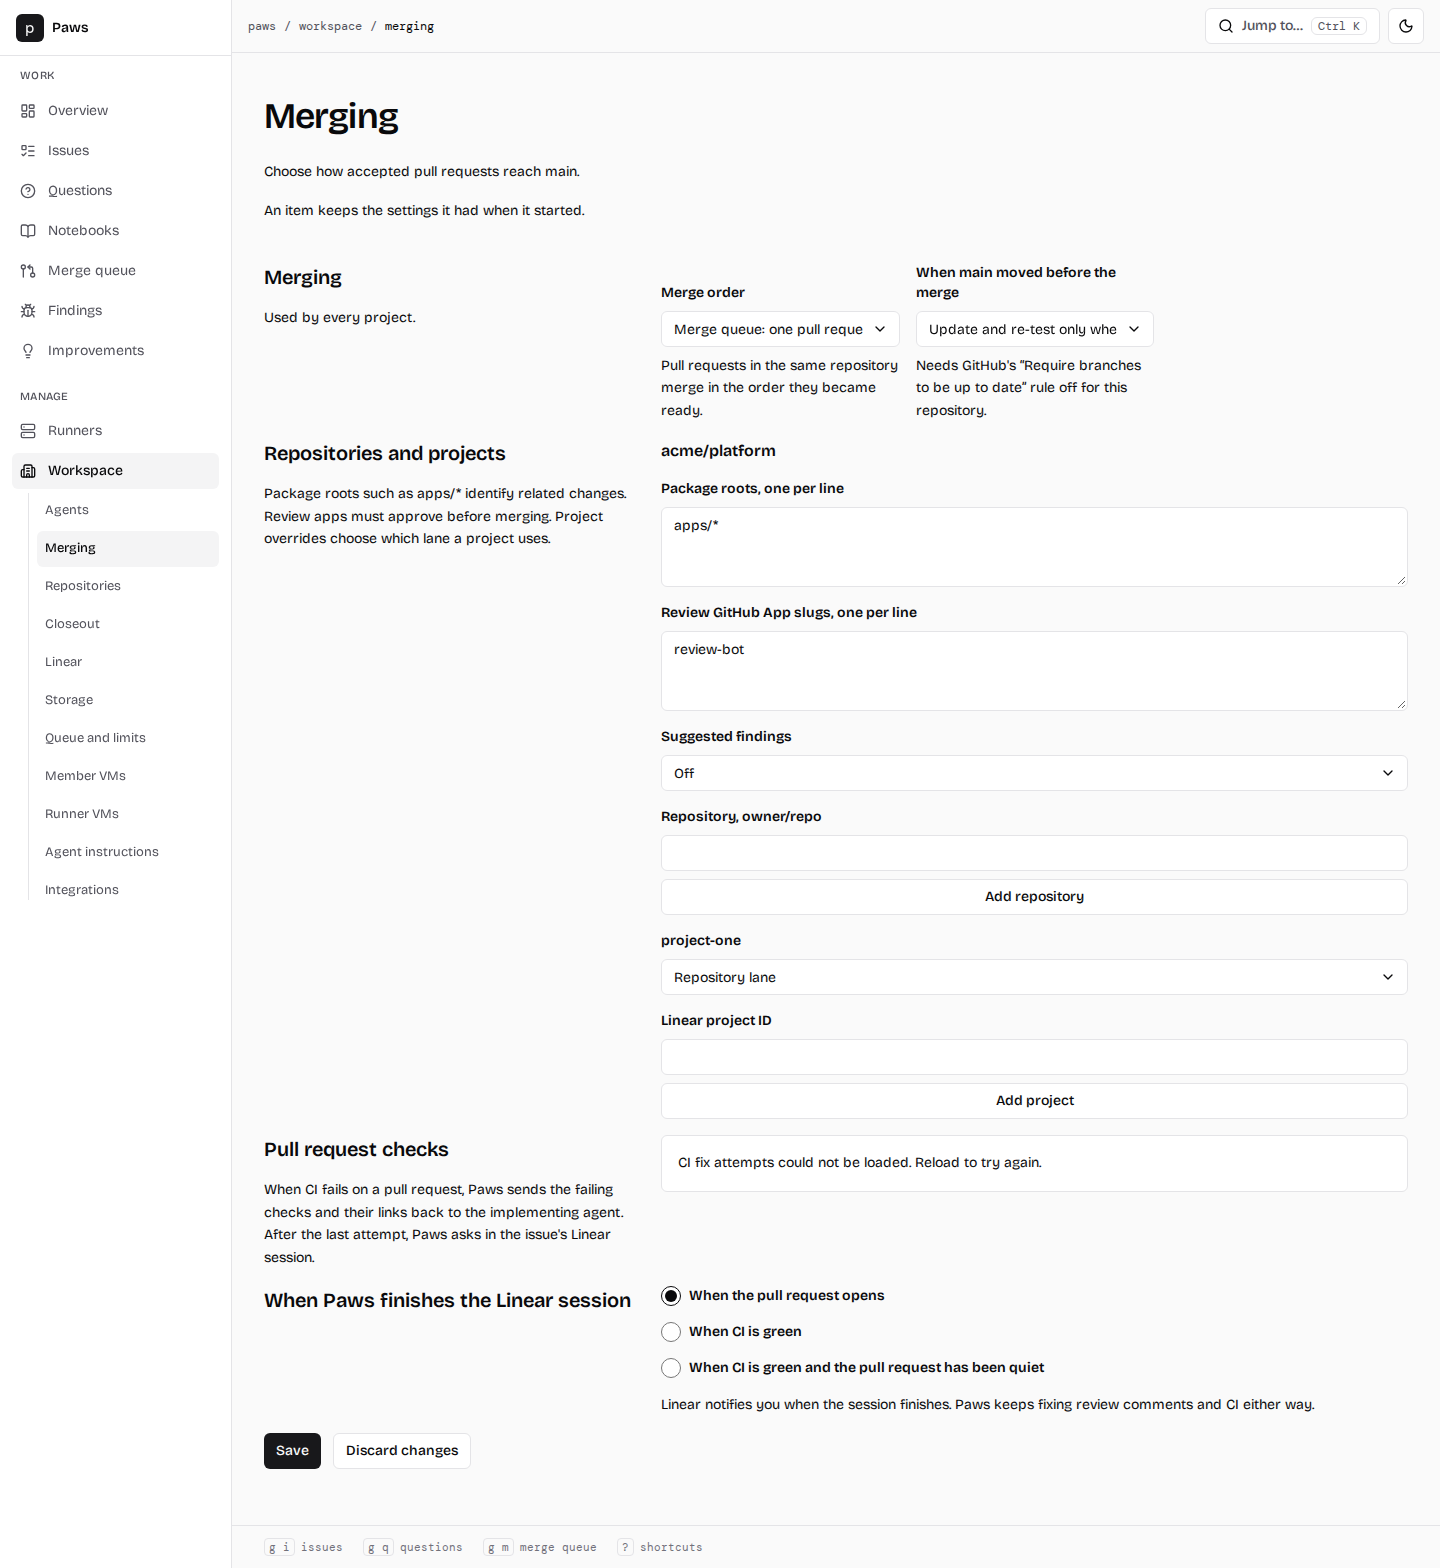 p Paws
paws / workspace / merging
Jump to... Ctrl K
WORK
Overview
Issues
Questions
Notebooks
Merge queue
Findings
Improvements
MANAGE
Runners
Workspace
Agents
Merging
Repositories
Closeout
Linear
Storage
Queue and limits
Member VMs
Runner VMs
Agent instructions
Integrations
Merging
Choose how accepted pull requests reach main.
An item keeps the settings it had when it started.
Merging
Used by every project.
Merge order
Merge queue: one pull reque
Pull requests in the same repository
merge in the order they became
ready.
When main moved before the
merge
Update and re-test only whe
Needs GitHub's "Require branches
to be up to date" rule off for this
repository.
Repositories and projects
Package roots such as apps/* identify related changes.
Review apps must approve before merging. Project
overrides choose which lane a project uses.
acme/platform
Package roots, one per line
apps/*
Review GitHub App slugs, one per line
review-bot
Suggested findings
Off
Repository, owner/repo
Add repository
project-one
Repository lane
Linear project ID
Add project
Pull request checks
When CI fails on a pull request, Paws sends the failing
checks and their links back to the implementing agent.
After the last attempt, Paws asks in the issue's Linear
session.
CI fix attempts could not be loaded. Reload to try again.
When Paws finishes the Linear session
When the pull request opens
When CI is green
When CI is green and the pull request has been quiet
Linear notifies you when the session finishes. Paws keeps fixing review comments and CI either way.
Save
Discard changes
g i issues
g q questions
g m merge queue
? shortcuts